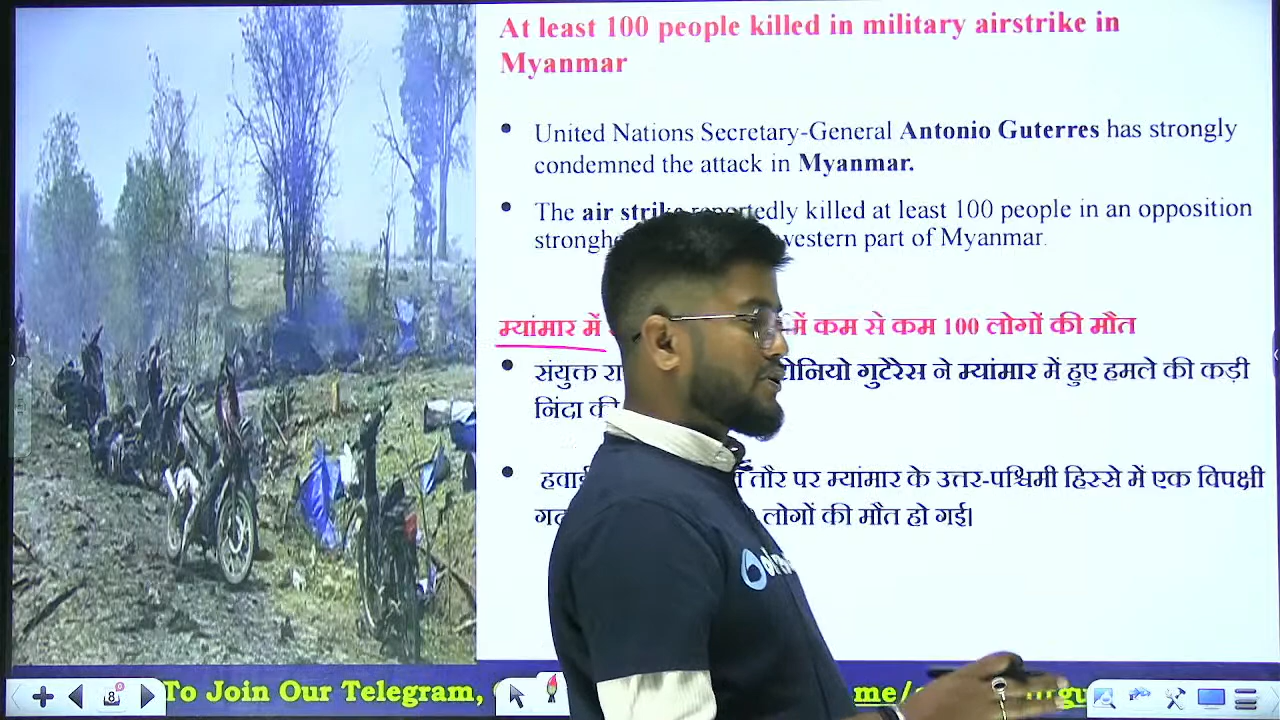 At least 100 people killed in military airstrike in
Myanmar
• United Nations Secretary-General Antonio Guterres has strongly
condemned the attack in Myanmar.
• The air strike reportedly killed at least 100 people in an opposition
western part of Myanmar.
म्यांमार में में कम से कम 100 लोगों की मौत
• संयुक्त गुटेरेस ने म्यांमार में हुए हमले की कड़ी
निंदा की
• तौर पर म्यांमार के उत्तर-पश्चिमी हिस्से में एक विपक्षी
लोगों की मौत हो गई।
8
To Join Our Telegram, me/